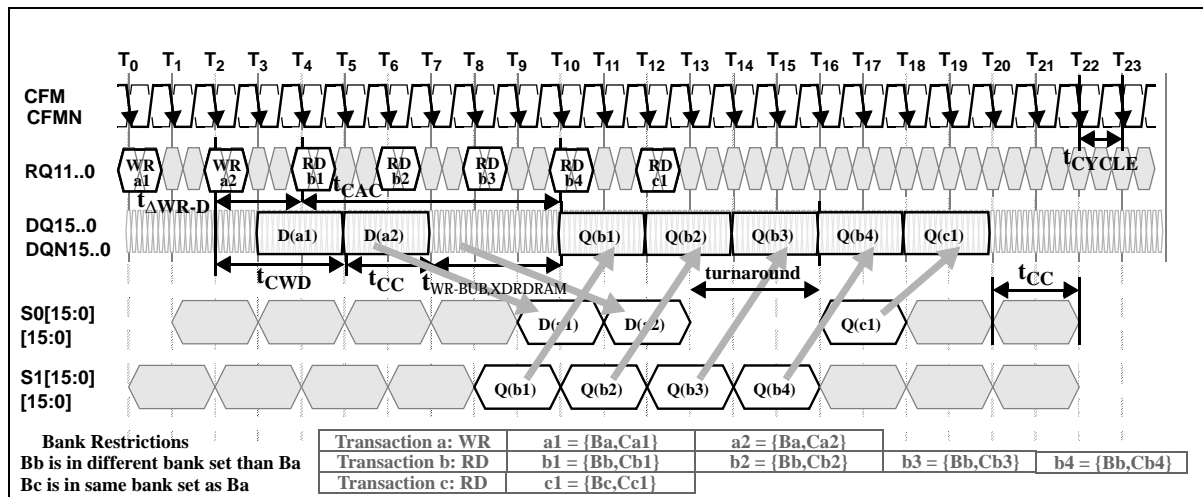 T0 T1 T2 T3 T4 T5 T6 T7 T8 T9 T10 T11 T12 T13 T14 T15 T16 T17 T18 T19 T20 T21 T22 T23
CFM
CFMN
RQ11..0
WR a1
WR a2
RD b1
RD b2
RD b3
RD b4
RD c1
tCYCLE
tΔWR-D
tCAC
DQ15..0
DQN15..0
D(a1) D(a2) Q(b1) Q(b2) Q(b3) Q(b4) Q(c1)
tCWD tCC tWR-BUB,XDRDRAM turnaround tCC
S0[15:0]
[15:0]
D(a1) D(a2) Q(c1)
S1[15:0]
[15:0]
Q(b1) Q(b2) Q(b3) Q(b4)
Bank Restrictions
Bb is in different bank set than Ba
Bc is in same bank set as Ba
Transaction a: WR a1 = {Ba,Ca1} a2 = {Ba,Ca2}
Transaction b: RD b1 = {Bb,Cb1} b2 = {Bb,Cb2} b3 = {Bb,Cb3} b4 = {Bb,Cb4}
Transaction c: RD c1 = {Bc,Cc1}